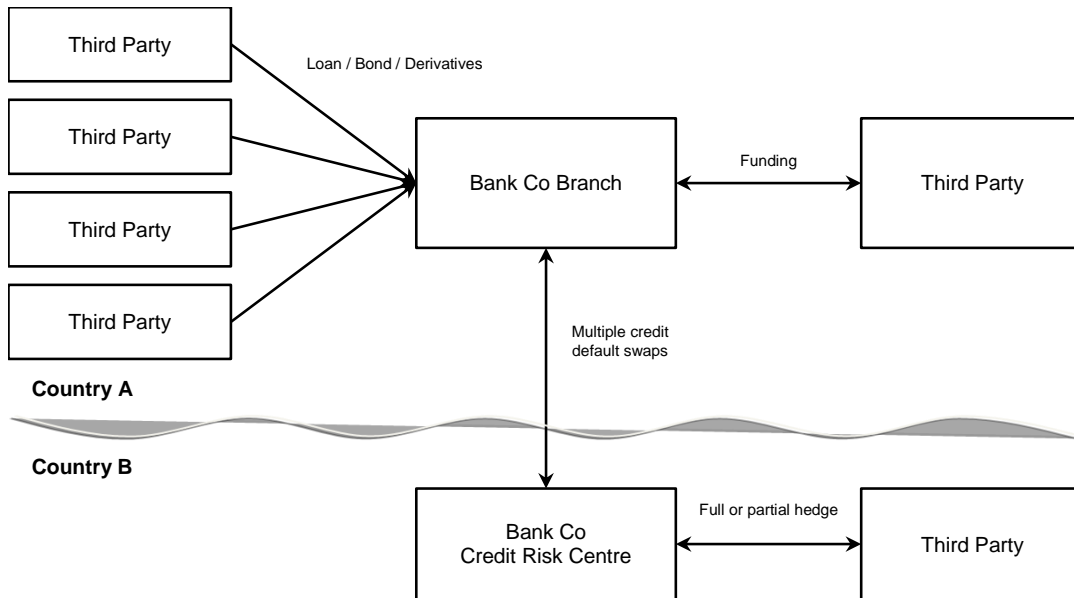 Third Party
Loan / Bond / Derivatives
Third Party
Third Party
Third Party
Bank Co Branch
Funding
Third Party
Multiple credit
default swaps
Country A
Country B
Bank Co
Credit Risk Centre
Full or partial hedge
Third Party